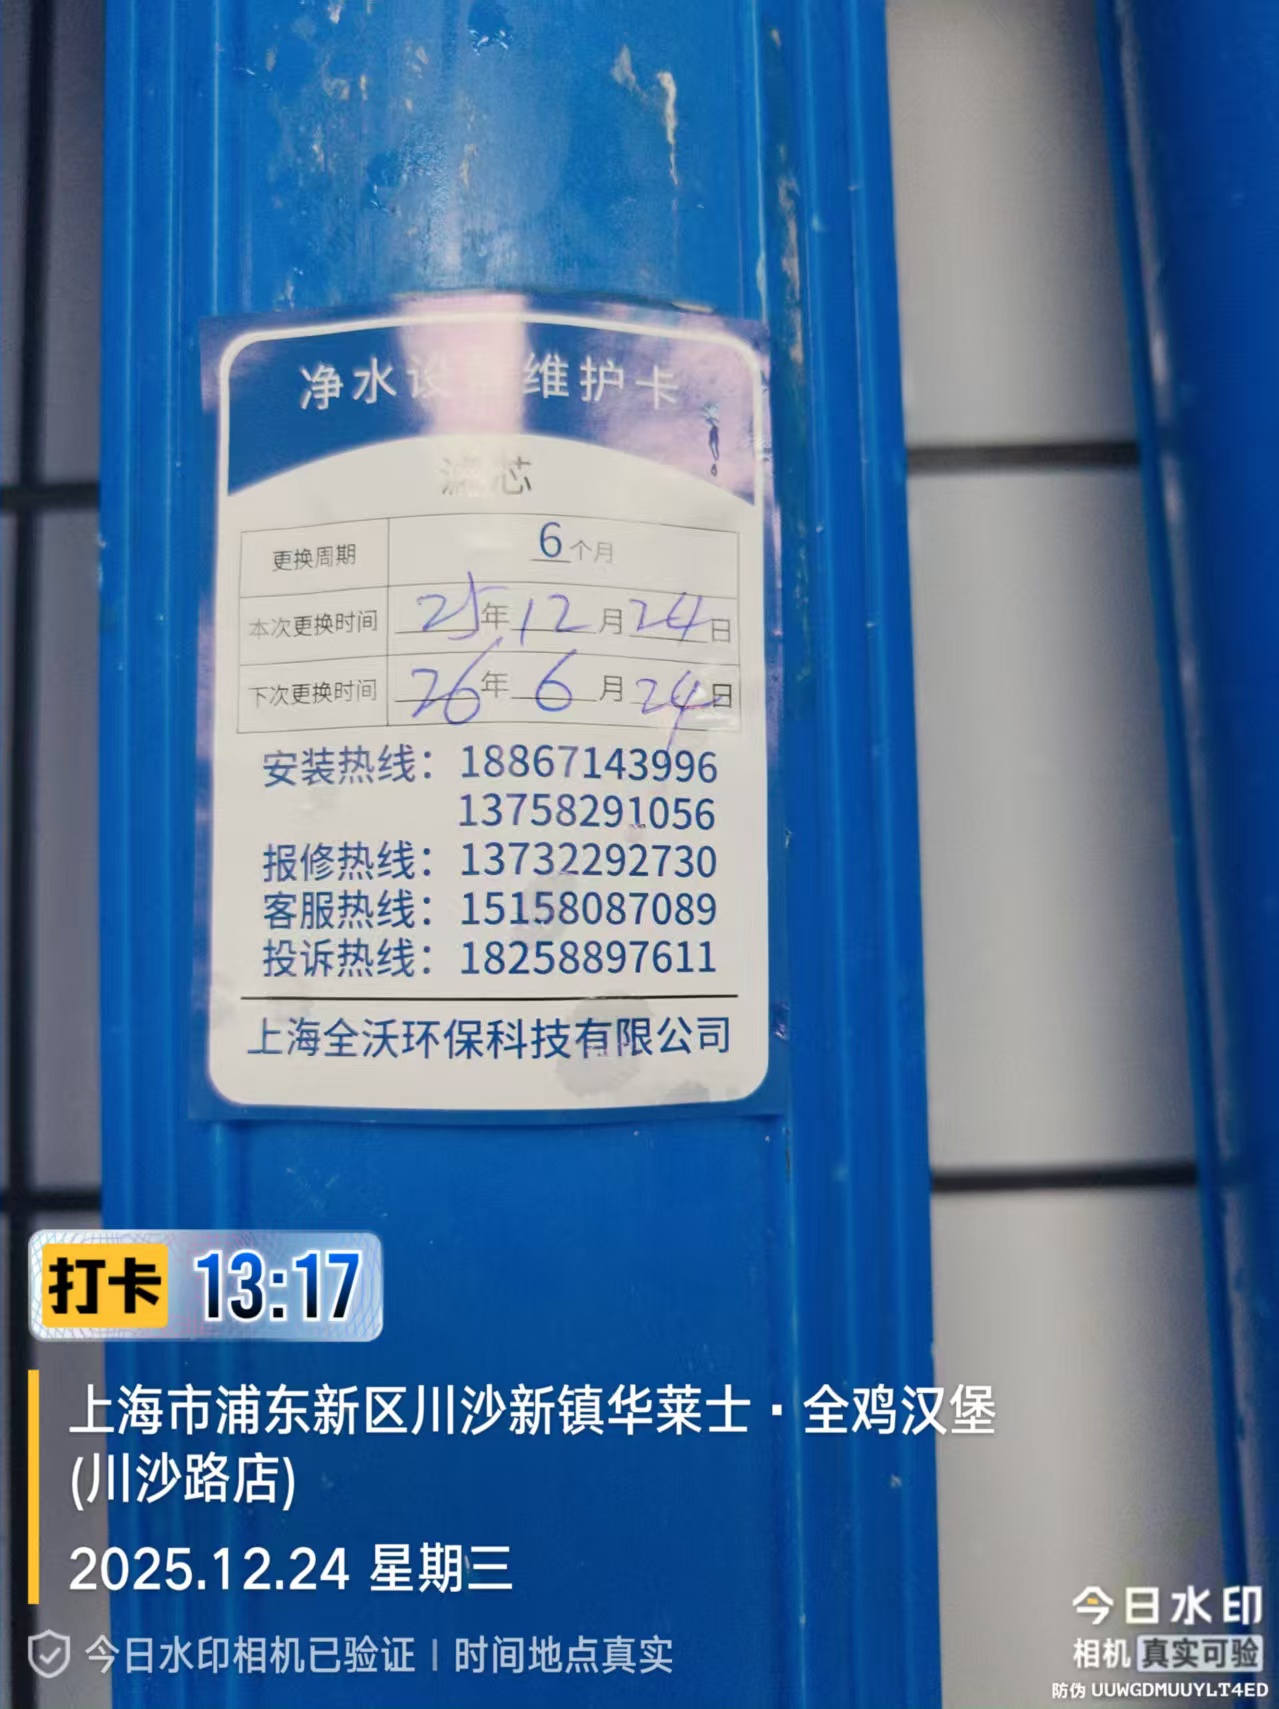 净水设备维护卡
滤芯
更换周期 6个月
本次更换时间 25年12月24日
下次更换时间 26年6月24日
安装热线：18867143996
13758291056
报修热线：13732292730
客服热线：15158087089
投诉热线：18258897611
上海全沃环保科技有限公司
打卡 13:17
上海市浦东新区川沙新镇华莱士·全鸡汉堡
(川沙路店)
2025.12.24 星期三
今日水印相机已验证 | 时间地点真实
今日水印
相机 真实可验
防伪 UUWGDMUUYLT4ED